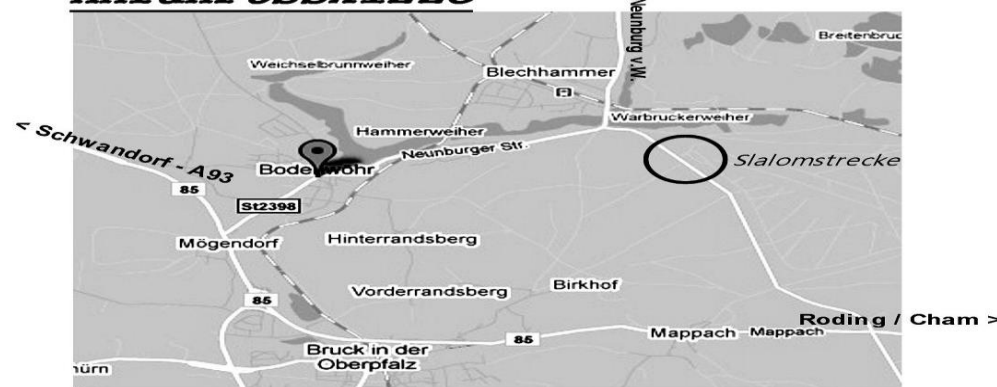 Neunburg v.W.
Breitenbruc
Weichselbrunnweiher
Blechhammer
Warbruckerweiher
< Schwandorf - A93
Hammerweiher
Neunburger Str.
Slalomstrecke
Bodenwöhr
85
St2398
Mögendorf
Hinterrandsberg
Birkhof
Vorderrandsberg
85
Roding / Cham >
Mappach
Mappach
85
Bruck in der
Oberpfalz
hürn